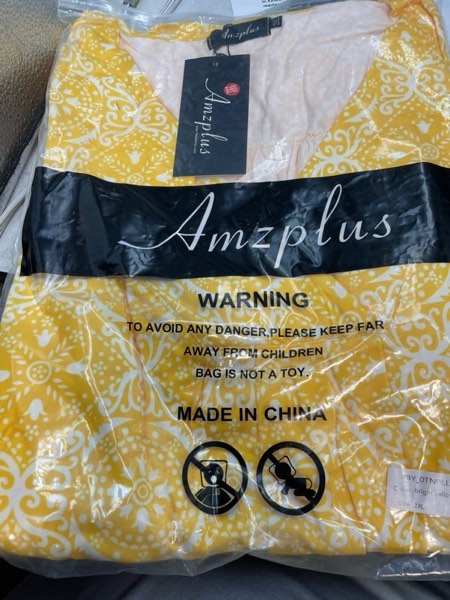 Amzplus
Amzplus
Amzplus
WARNING
TO AVOID ANY DANGER,PLEASE KEEP FAR
AWAY FROM CHILDREN
BAG IS NOT A TOY.
MADE IN CHINA
2XL